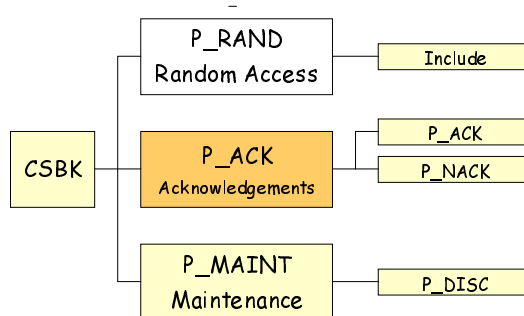 P_RAND
Random Access
Include
CSBK
P_ACK
Acknowledgements
P_ACK
P_NACK
P_MAINT
Maintenance
P_DISC